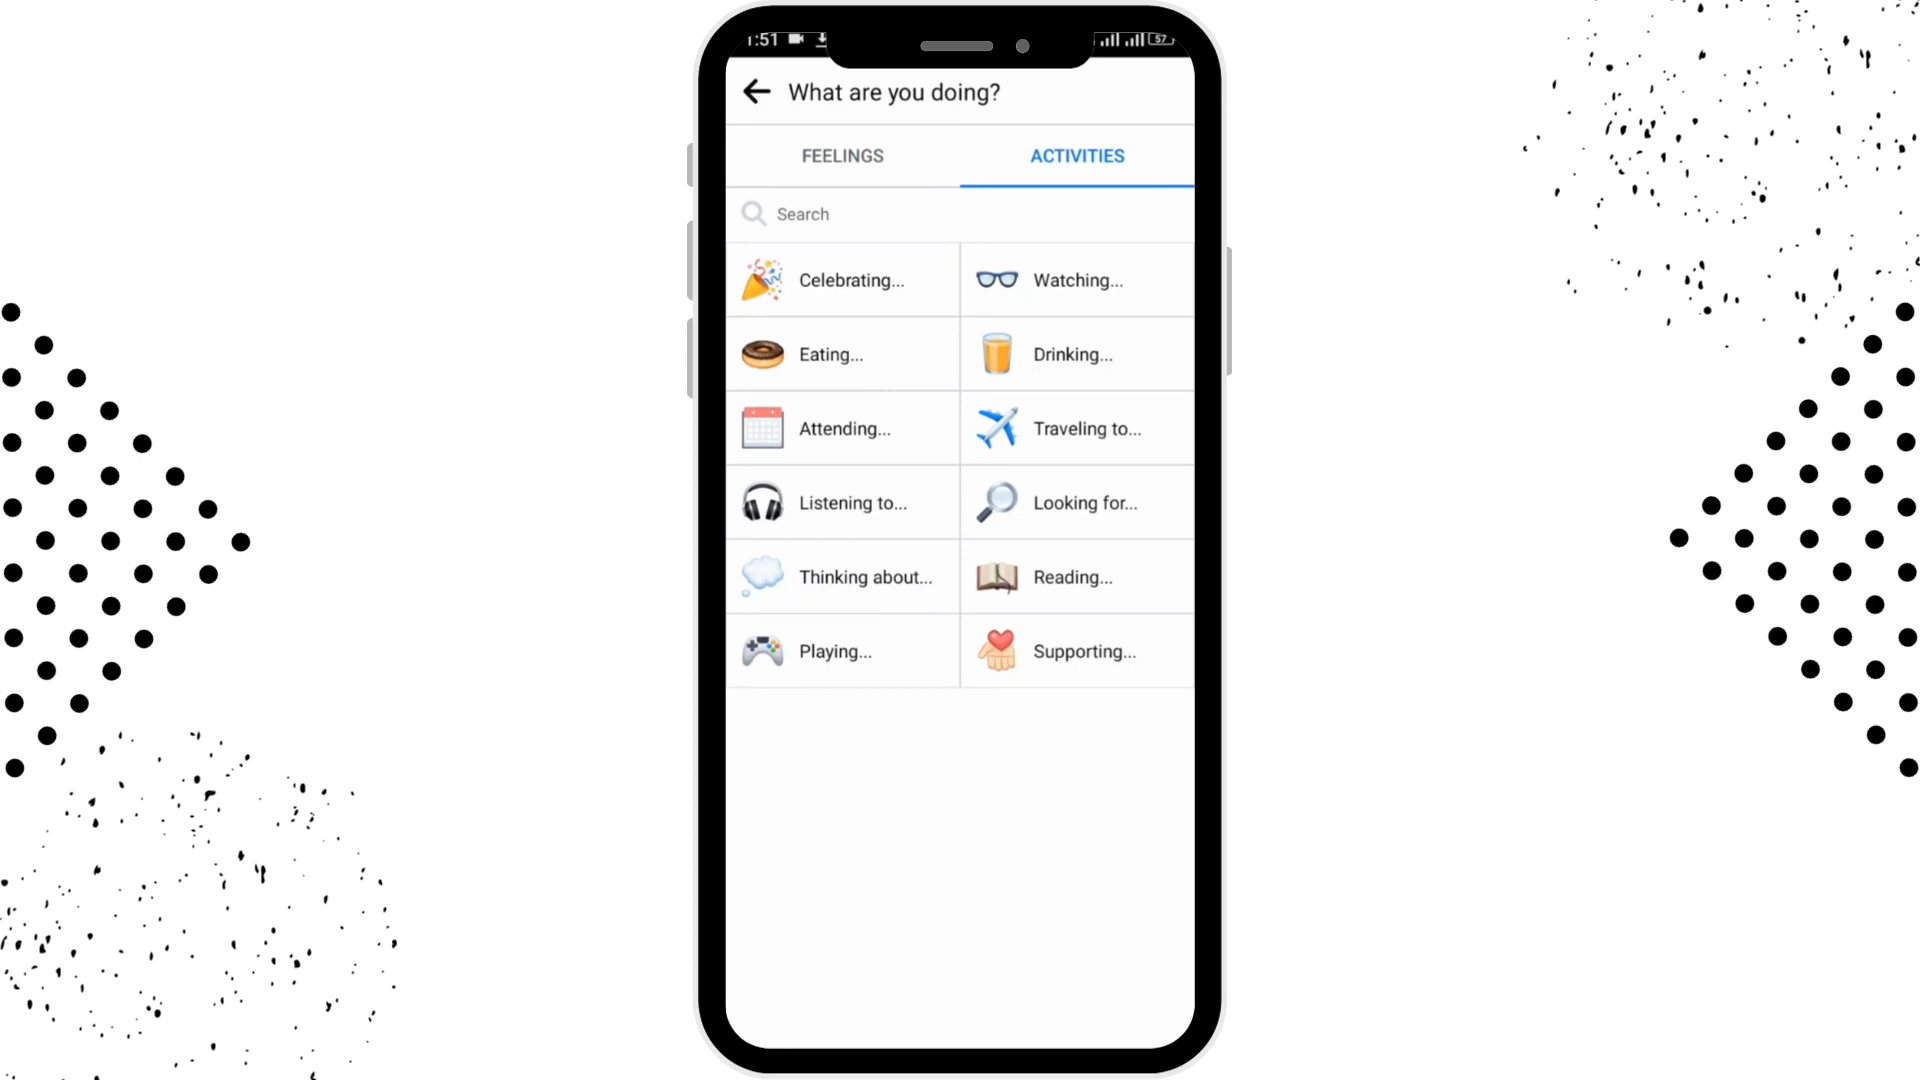 1:51 57
What are you doing?
FEELINGS ACTIVITIES
Search
Celebrating... Watching...
Eating... Drinking...
Attending... Traveling to...
Listening to... Looking for...
Thinking about... Reading...
Playing... Supporting...